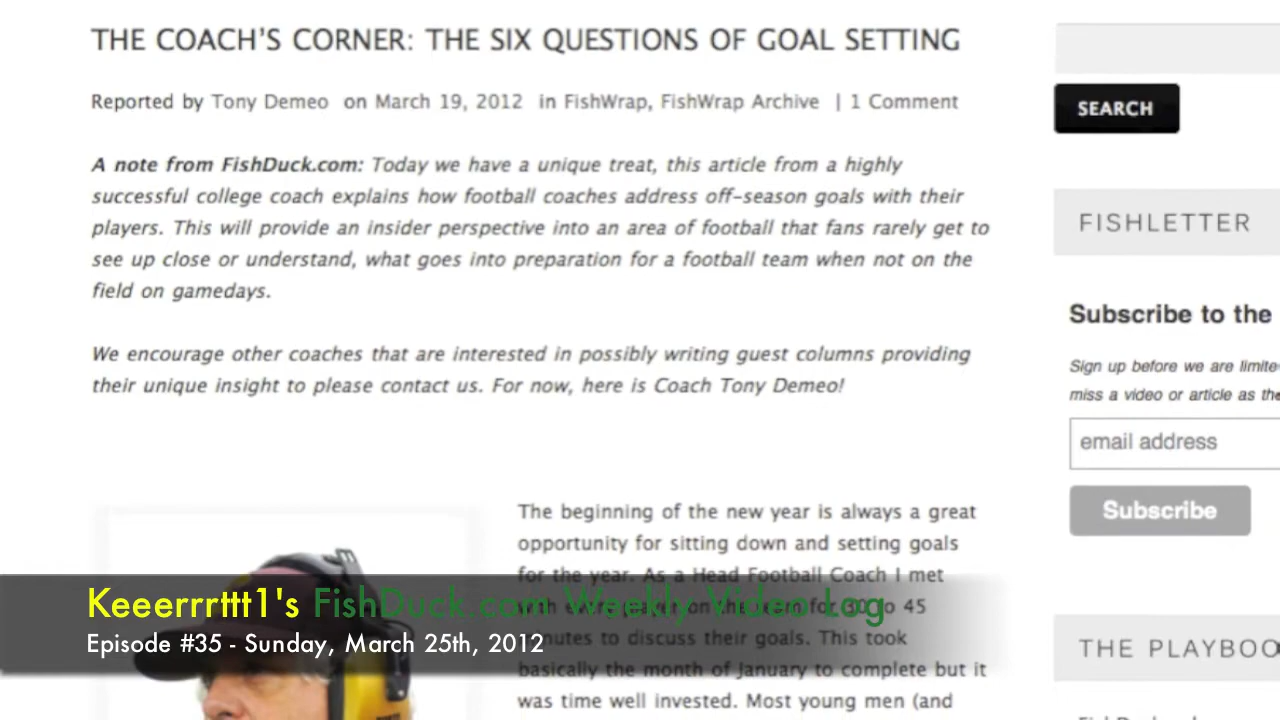 THE COACH'S CORNER: THE SIX QUESTIONS OF GOAL SETTING
Reported by Tony Demeo on March 19, 2012 in FishWrap, FishWrap Archive | 1 Comment
A note from FishDuck.com: Today we have a unique treat, this article from a highly
successful college coach explains how football coaches address off-season goals with their
players. This will provide an insider perspective into an area of football that fans rarely get to
see up close or understand, what goes into preparation for a football team when not on the
field on gamedays.
We encourage other coaches that are interested in possibly writing guest columns providing
their unique insight to please contact us. For now, here is Coach Tony Demeo!
The beginning of the new year is always a great
opportunity for sitting down and setting goals
for the year. As a Head Football Coach I met
with every on the for 30 to 45
minutes to discuss their goals. This took
basically the month of January to complete but it
was time well invested. Most young men (and
SEARCH
FISHLETTER
Subscribe to the
Sign up before we are limite
miss a video or article as the
email address
Subscribe
THE PLAYBOO
Keeerrrttt1's FishDuck.com Weekly Video Log
Episode #35 - Sunday, March 25th, 2012